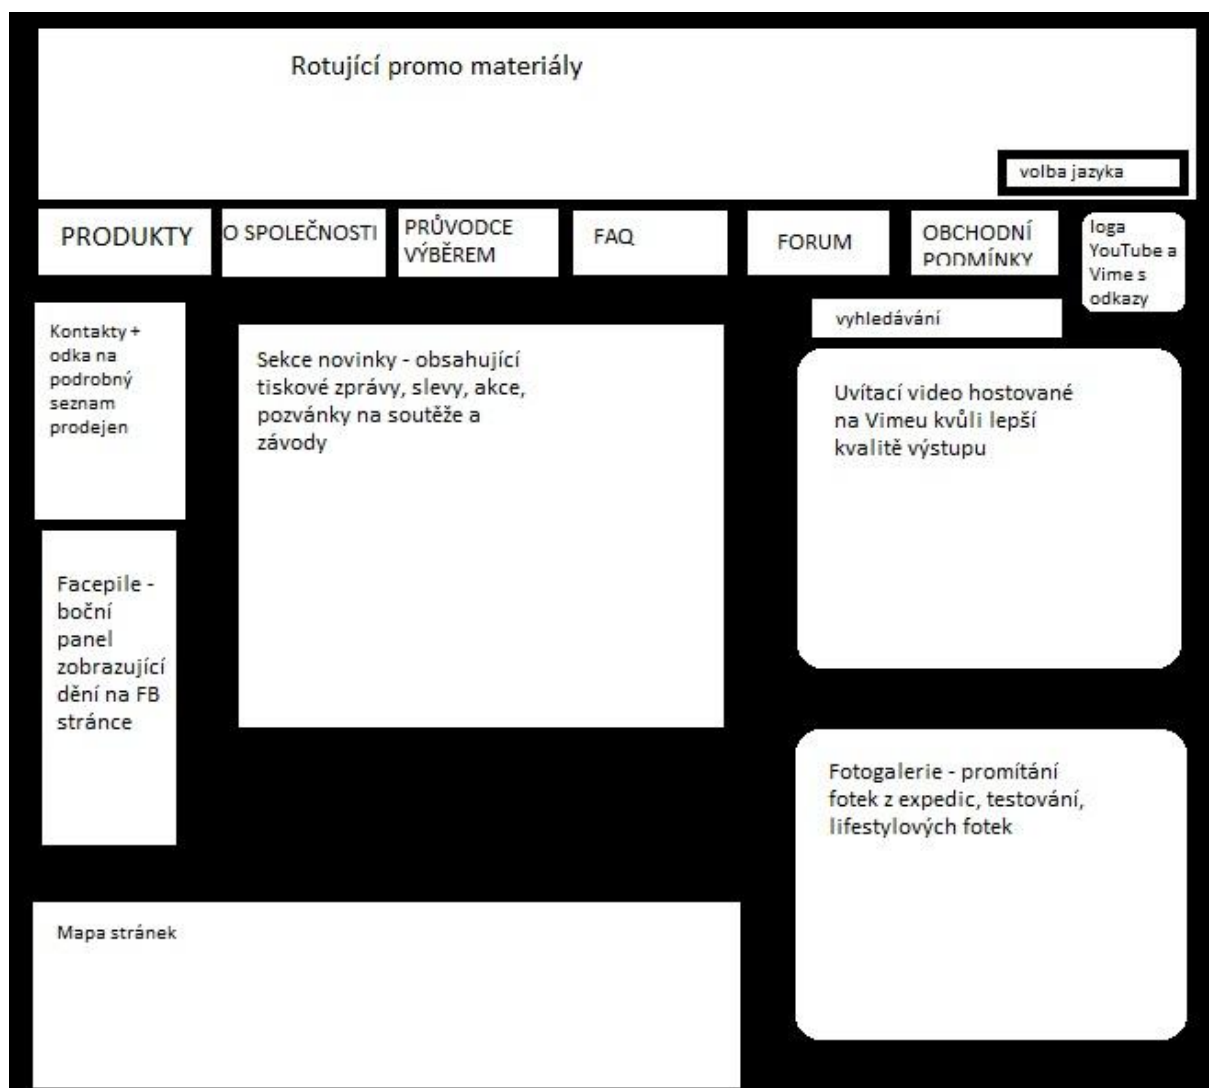 Rotující promo materiály
volba jazyka
PRODUKTY
O SPOLEČNOSTI
PRŮVODCE
VÝBĚREM
FAQ
FORUM
OBCHODNÍ
PODMÍNKY
loga
YouTube a
Vime s
odkazy
vyhledávání
Kontakty +
odka na
podrobný
seznam
prodejen
Sekce novinky - obsahující
tiskové zprávy, slevy, akce,
pozvánky na soutěže a
závody
Uvítací video hostované
na Vimeu kvůli lepší
kvalitě výstupu
Facepile -
boční
panel
zobrazující
dění na FB
stránce
Fotogalerie - promítání
fotek z expedic, testování,
lifestylových fotek
Mapa stránek